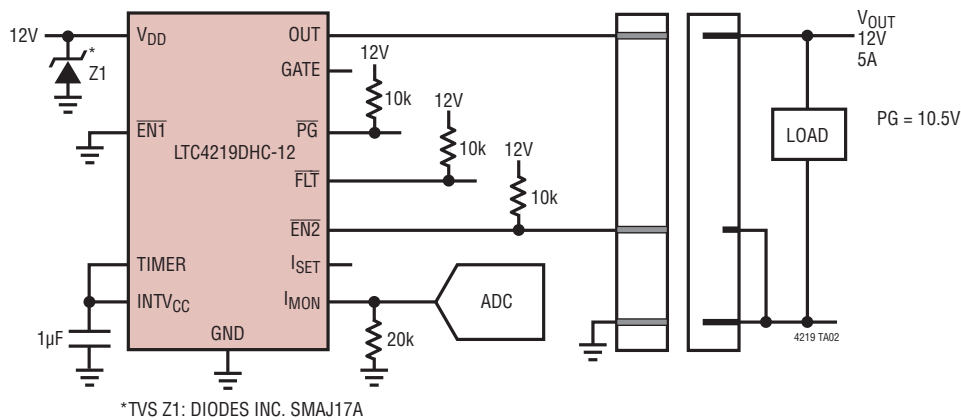 12V
*
Z1
VDD
EN1
TIMER
INTVCC
1µF
GND
LTC4219DHC-12
OUT
GATE
PG
FLT
EN2
ISET
IMON
12V
10k
12V
10k
12V
10k
20k
ADC
VOUT
12V
5A
LOAD
PG = 10.5V
4219 TA02
*TVS Z1: DIODES INC. SMAJ17A